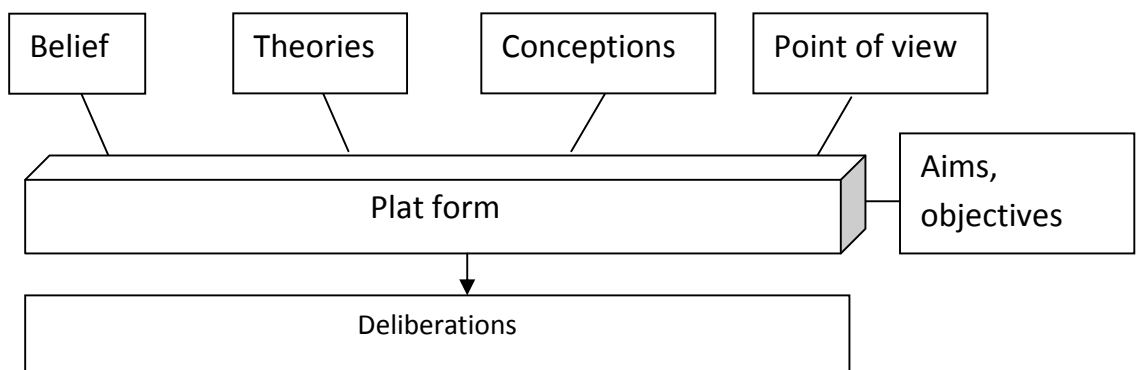 Belief
Theories
Conceptions
Point of view
Aims,
objectives
Plat form
Deliberations